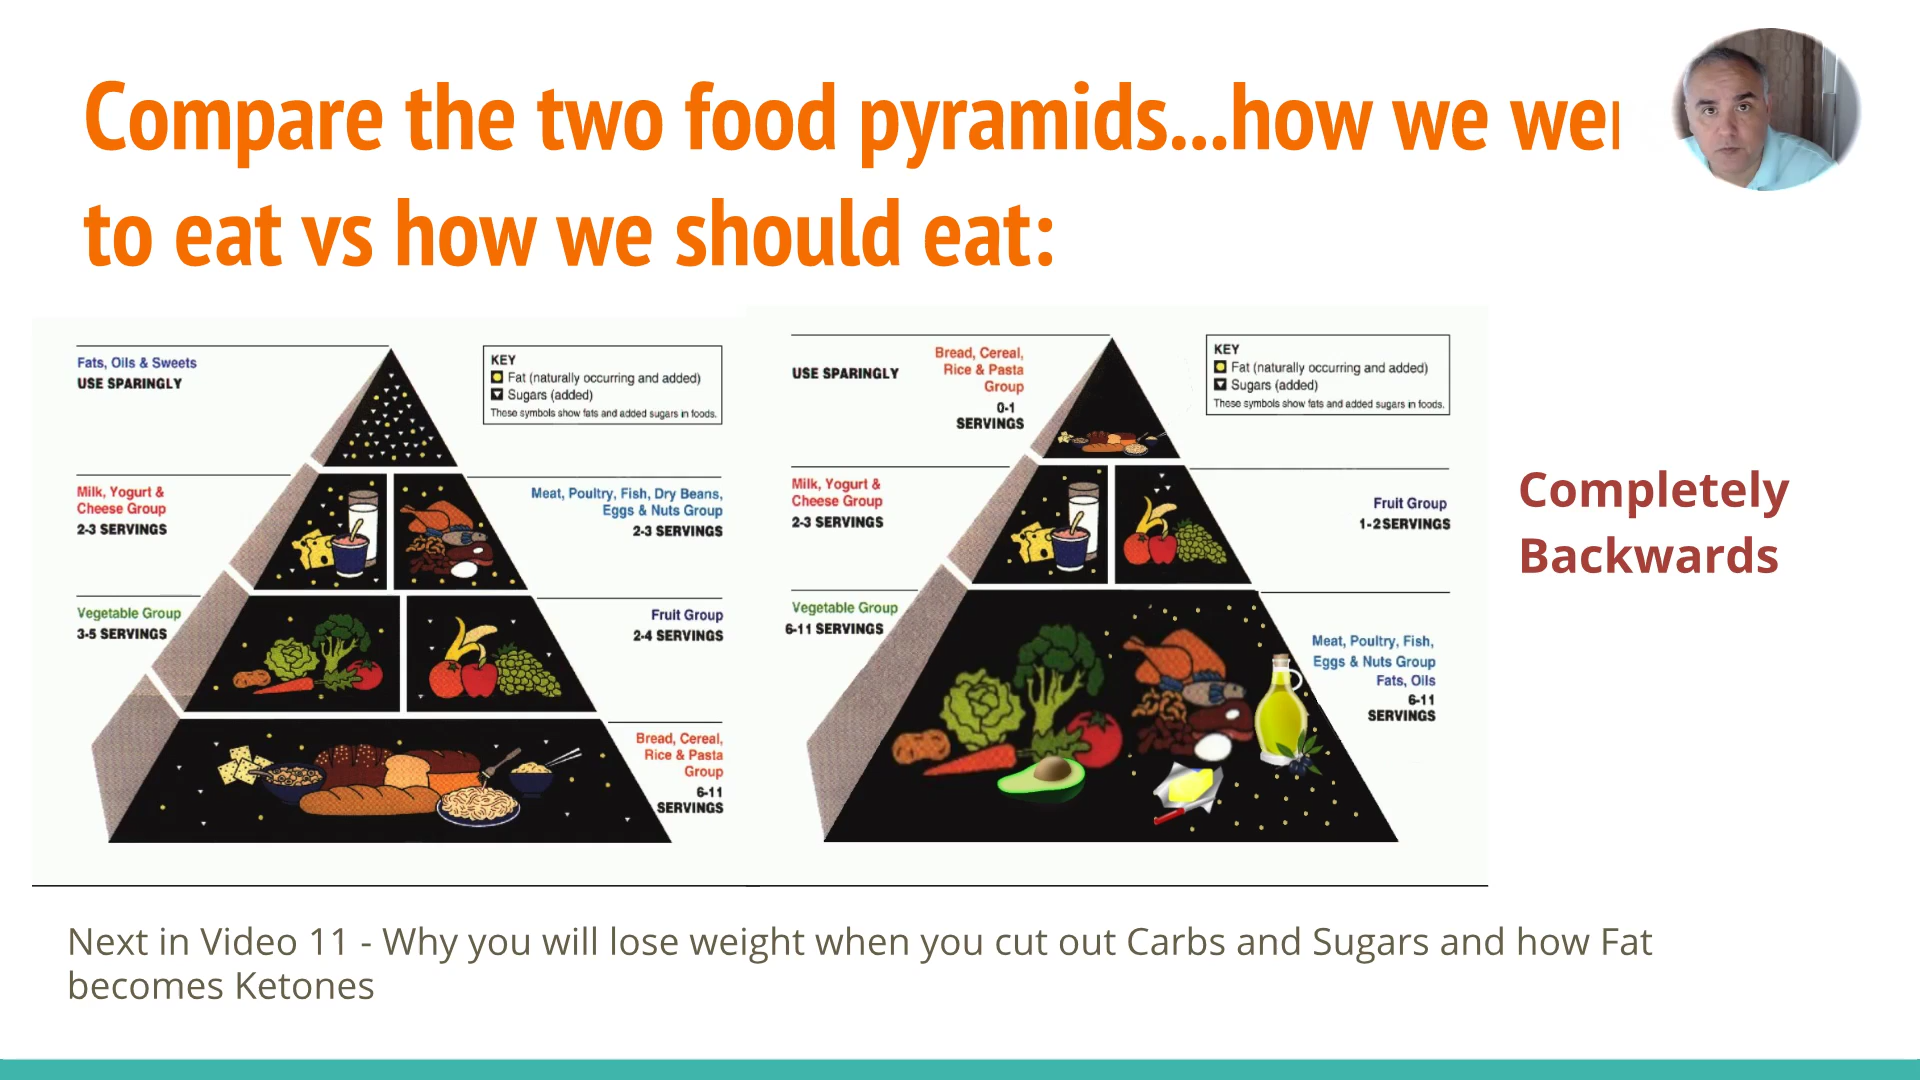 Compare the two food pyramids...how we wer
to eat vs how we should eat:
Fats, Oils & Sweets
USE SPARINGLY
KEY
Fat (naturally occurring and added)
Sugars (added)
These symbols show fats and added sugars in foods.
Milk, Yogurt &
Cheese Group
2-3 SERVINGS
Meat, Poultry, Fish, Dry Beans,
Eggs & Nuts Group
2-3 SERVINGS
Vegetable Group
3-5 SERVINGS
Fruit Group
2-4 SERVINGS
Bread, Cereal,
Rice & Pasta
Group
6-11
SERVINGS
USE SPARINGLY
Bread, Cereal,
Rice & Pasta
Group
0-1
SERVINGS
KEY
Fat (naturally occurring and added)
Sugars (added)
These symbols show fats and added sugars in foods.
Milk, Yogurt &
Cheese Group
2-3 SERVINGS
Fruit Group
1-2 SERVINGS
Vegetable Group
6-11 SERVINGS
Meat, Poultry, Fish,
Eggs & Nuts Group
Fats, Oils
6-11
SERVINGS
Completely
Backwards
Next in Video 11 - Why you will lose weight when you cut out Carbs and Sugars and how Fat
becomes Ketones